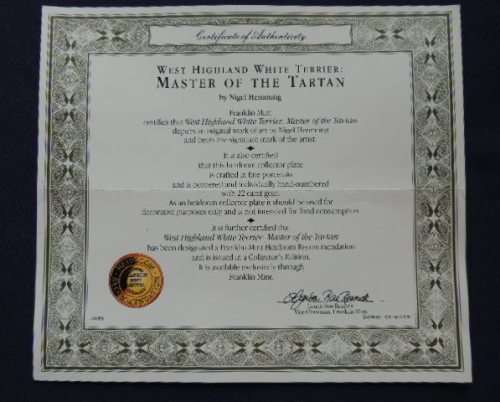 Certificate of Authenticity
WEST HIGHLAND WHITE TERRIER:
MASTER OF THE TARTAN
by Nigel Hemming
Franklin Mint
certifies that West Highland White Terrier: Master of the Tartan
depicts an original work of art by Nigel Hemming
and bears the signature mark of the artist.
It is also certified
that this heirloom collector plate
is crafted in fine porcelain
and is bordered and individually hand-numbered
with 22 carat gold.
As an heirloom collector plate it should be used for
decorative purposes only and is not intended for food consumption.
It is further certified that
West Highland White Terrier: Master of the Tartan
has been designated a Franklin Mint Heirloom Recommendation
and is issued in a Collector's Edition.
It is available exclusively through
Franklin Mint.
Vice-Chairman, Franklin Mint